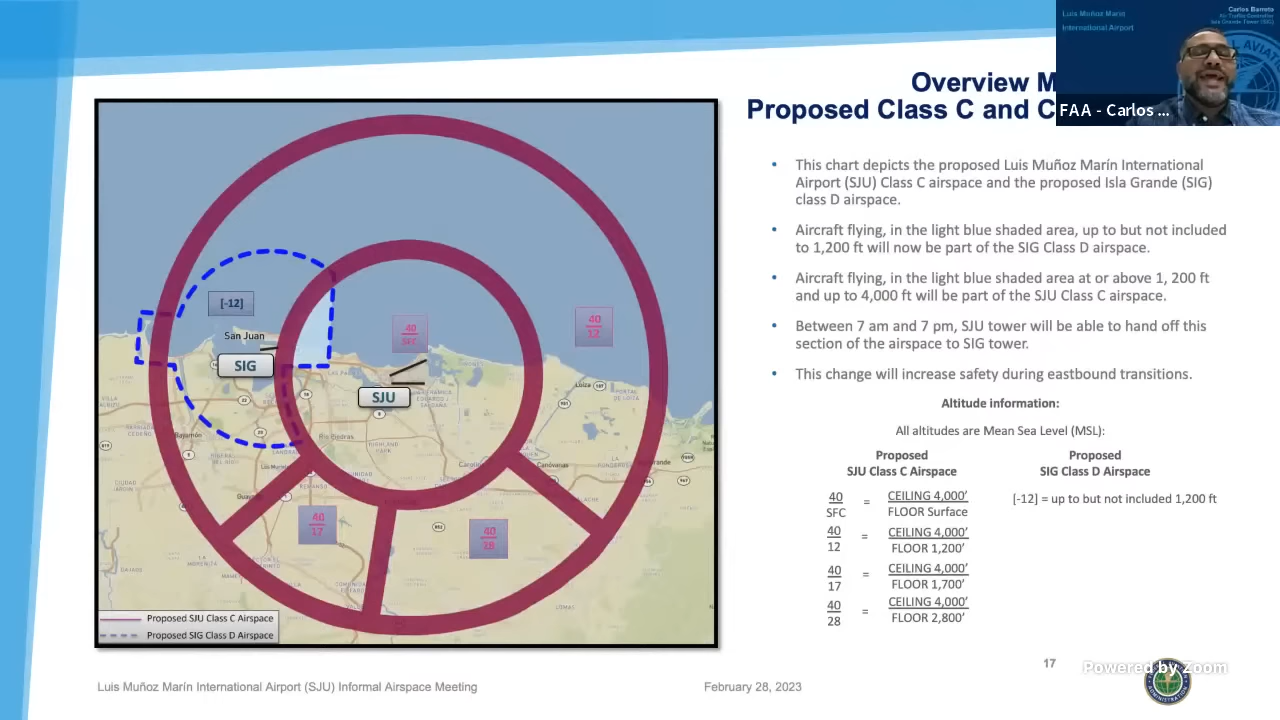 Luis Muñoz Marín
International Airport
Carlos Barreto
Air Traffic Controller
Isla Grande Tower (SIG)
FAA - Carlos ...
Overview M
Proposed Class C and C
• This chart depicts the proposed Luis Muñoz Marín International
Airport (SJU) Class C airspace and the proposed Isla Grande (SIG)
class D airspace.
• Aircraft flying, in the light blue shaded area, up to but not included
to 1,200 ft will now be part of the SIG Class D airspace.
• Aircraft flying, in the light blue shaded area at or above 1, 200 ft
and up to 4,000 ft will be part of the SJU Class C airspace.
• Between 7 am and 7 pm, SJU tower will be able to hand off this
section of the airspace to SIG tower.
• This change will increase safety during eastbound transitions.
Altitude information:
All altitudes are Mean Sea Level (MSL):
Proposed
SJU Class C Airspace
40
SFC
=
CEILING 4,000’
FLOOR Surface
40
12
=
CEILING 4,000’
FLOOR 1,200’
40
17
=
CEILING 4,000’
FLOOR 1,700’
40
28
=
CEILING 4,000’
FLOOR 2,800’
Proposed
SIG Class D Airspace
[-12] = up to but not included 1,200 ft
[-12]
San Juan
SIG
SJU
40
SFC
40
12
40
17
40
28
Río Piedras
Bayamón
Carolina
Canóvanas
Loíza
Proposed SJU Class C Airspace
Proposed SIG Class D Airspace
17
Powered by Zoom
Luis Muñoz Marín International Airport (SJU) Informal Airspace Meeting
February 28, 2023